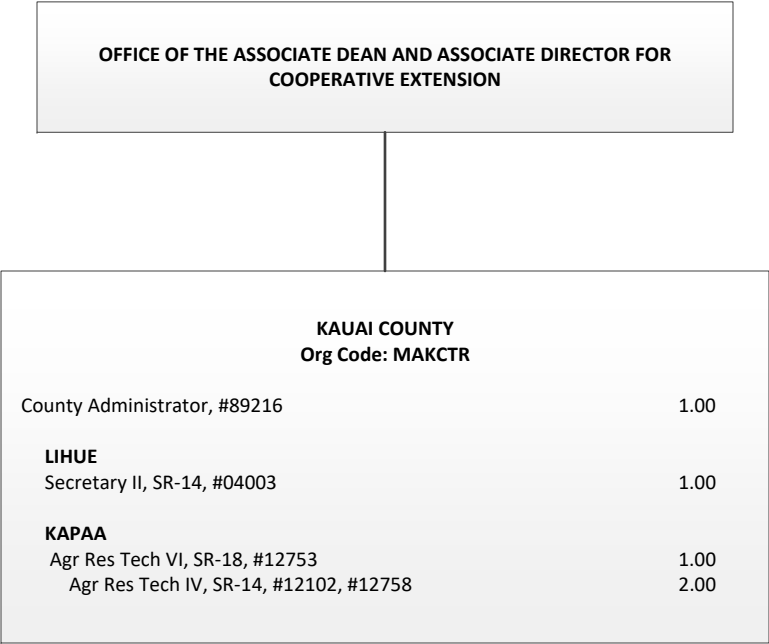 OFFICE OF THE ASSOCIATE DEAN AND ASSOCIATE DIRECTOR FOR
COOPERATIVE EXTENSION
KAUAI COUNTY
Org Code: MAKCTR
County Administrator, #89216 1.00
LIHUE
Secretary II, SR-14, #04003 1.00
KAPAA
Agr Res Tech VI, SR-18, #12753 1.00
Agr Res Tech IV, SR-14, #12102, #12758 2.00